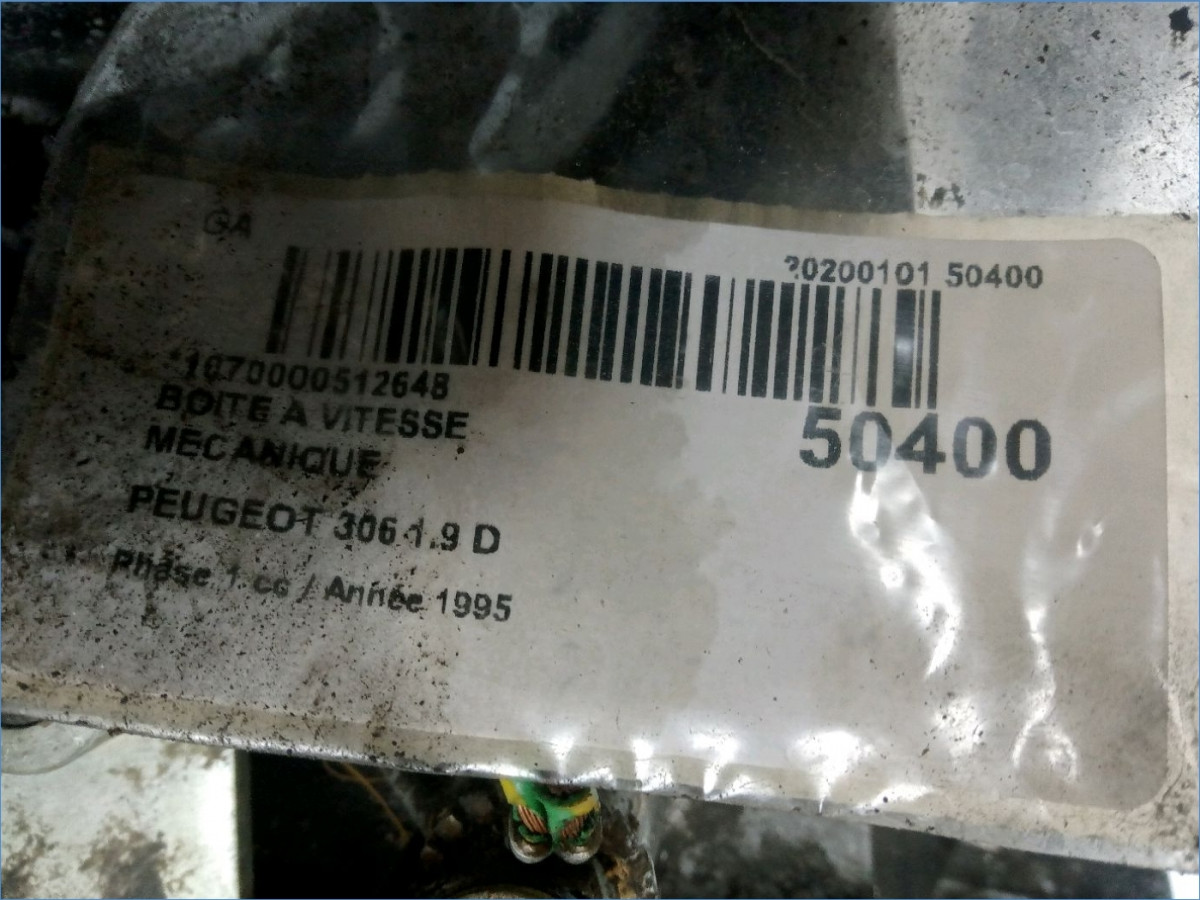 GA
20200101 50400
*1070000512648
50400
BOITE A VITESSE
MECANIQUE
PEUGEOT 306 1.9 D
Phase 1 cc / Année 1995